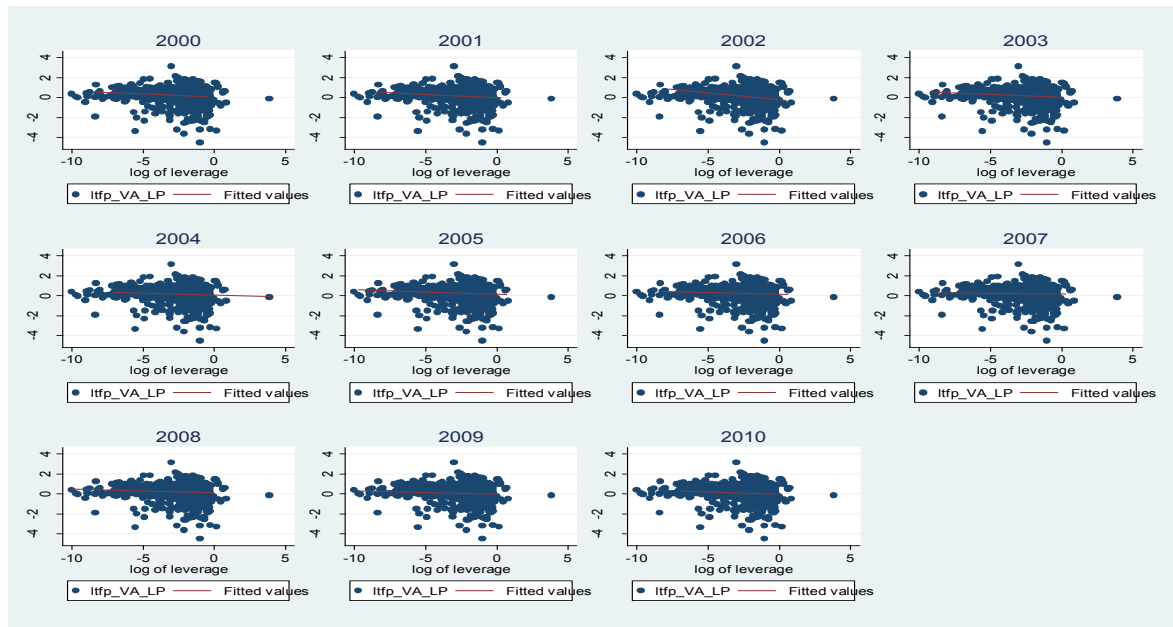 2000 2001 2002 2003
4 4 4 4
2 2 2 2
0 0 0 0
-2 -2 -2 -2
-4 -4 -4 -4
-10 -5 0 5 -10 -5 0 5 -10 -5 0 5 -10 -5 0 5
log of leverage log of leverage log of leverage log of leverage
ltfp_VA_LP Fitted values ltfp_VA_LP Fitted values ltfp_VA_LP Fitted values ltfp_VA_LP Fitted values
2004 2005 2006 2007
4 4 4 4
2 2 2 2
0 0 0 0
-2 -2 -2 -2
-4 -4 -4 -4
-10 -5 0 5 -10 -5 0 5 -10 -5 0 5 -10 -5 0 5
log of leverage log of leverage log of leverage log of leverage
ltfp_VA_LP Fitted values ltfp_VA_LP Fitted values ltfp_VA_LP Fitted values ltfp_VA_LP Fitted values
2008 2009 2010
4 4 4
2 2 2
0 0 0
-2 -2 -2
-4 -4 -4
-10 -5 0 5 -10 -5 0 5 -10 -5 0 5
log of leverage log of leverage log of leverage
ltfp_VA_LP Fitted values ltfp_VA_LP Fitted values ltfp_VA_LP Fitted values